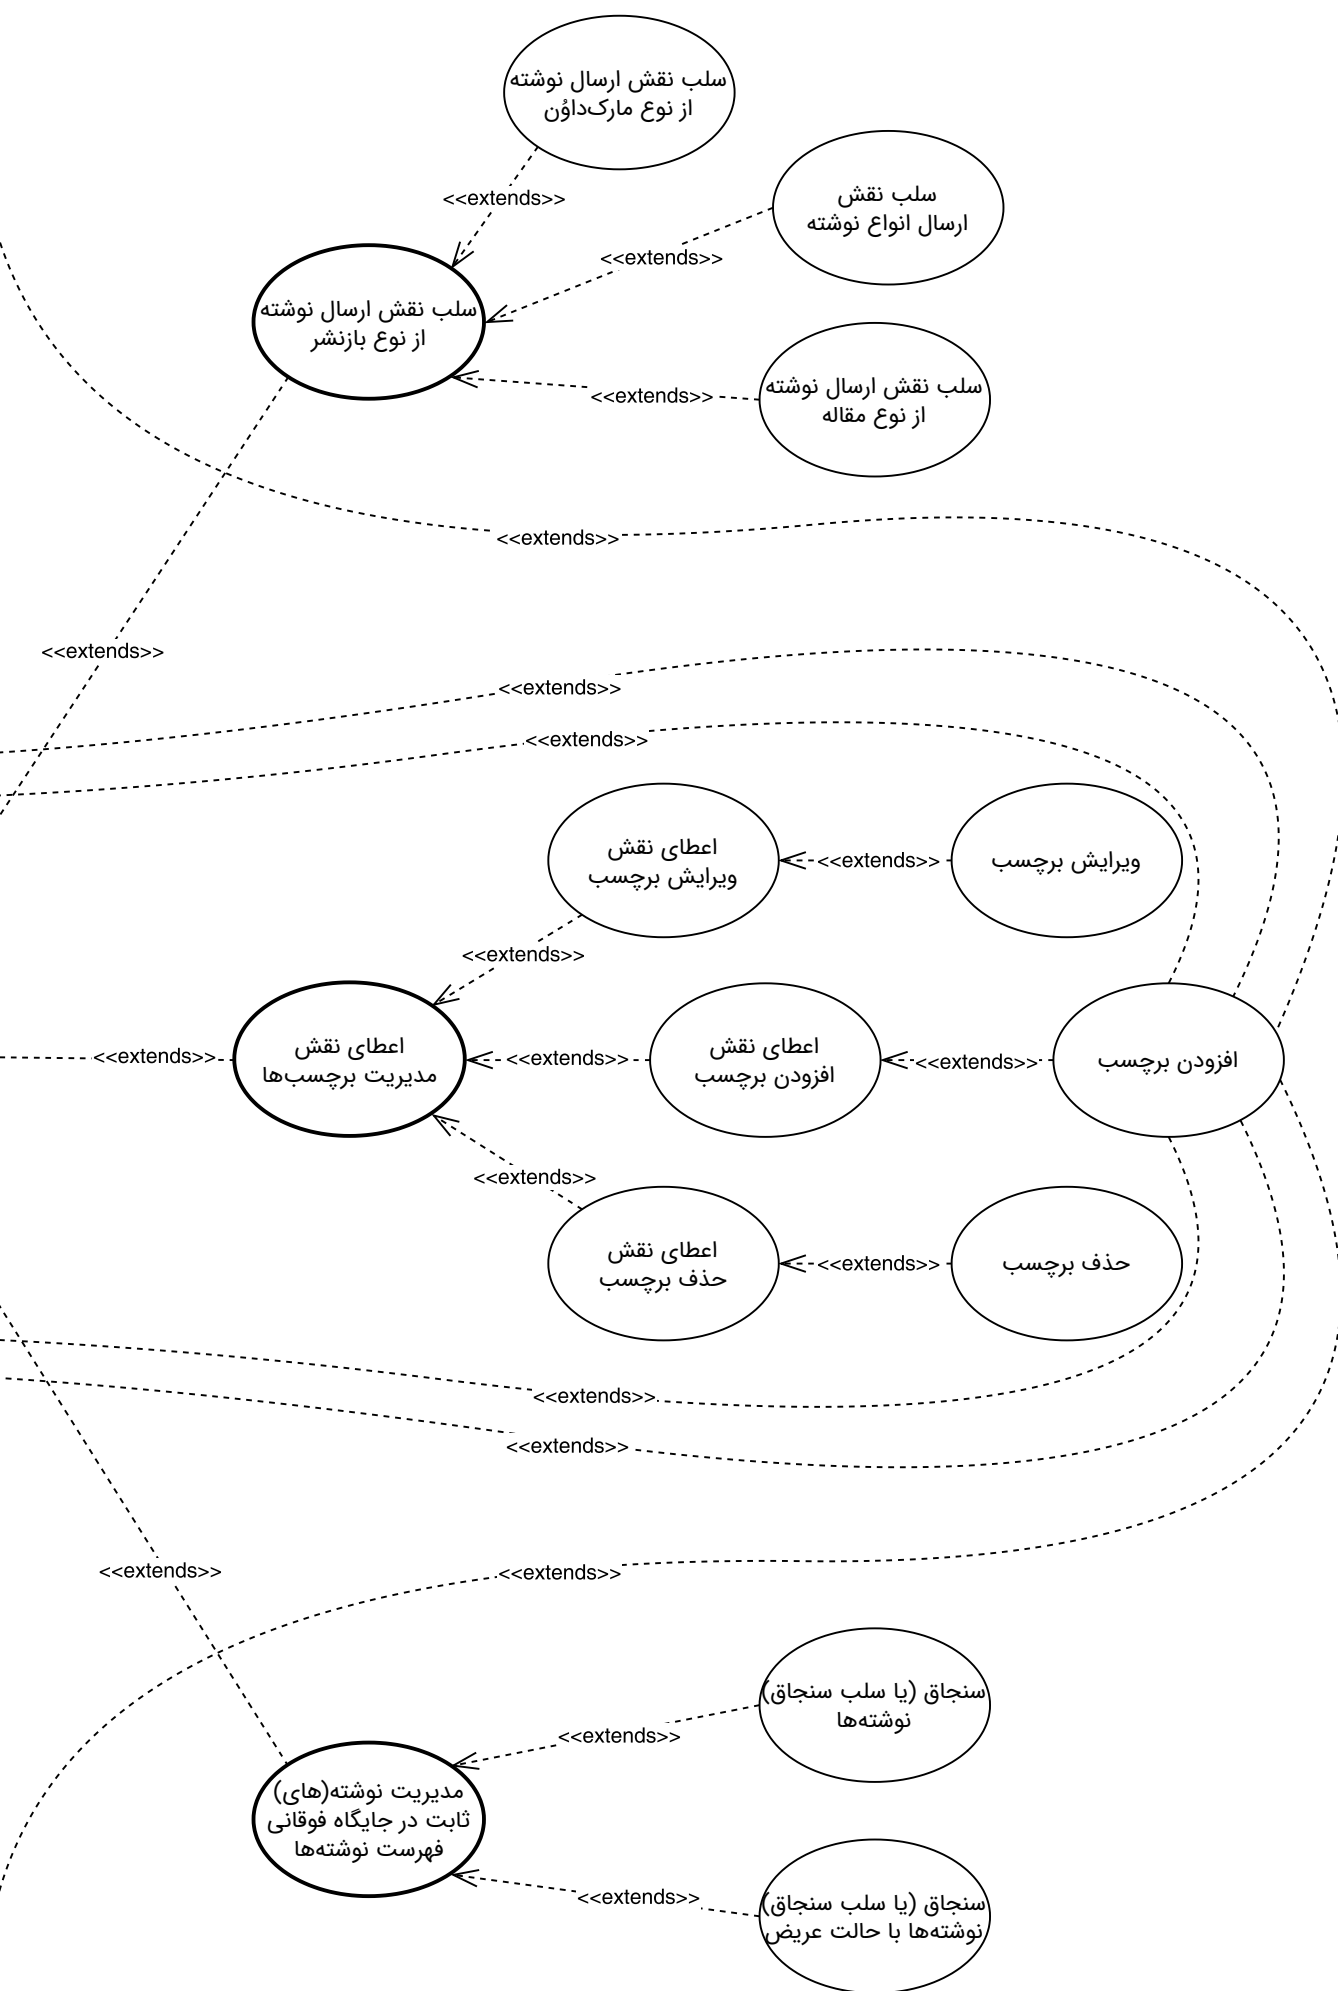 سلب نقش ارسال نوشته
از نوع مارک‌داوُن
<<extends>>
سلب نقش
ارسال انواع نوشته
<<extends>>
سلب نقش ارسال نوشته
از نوع بازنشر
سلب نقش ارسال نوشته
از نوع مقاله
<<extends>>
<<extends>>
<<extends>>
<<extends>>
<<extends>>
اعطای نقش
ویرایش برچسب
<<extends>>
ویرایش برچسب
<<extends>>
اعطای نقش
مدیریت برچسب‌ها
<<extends>>
<<extends>>
اعطای نقش
افزودن برچسب
<<extends>>
افزودن برچسب
<<extends>>
اعطای نقش
حذف برچسب
<<extends>>
حذف برچسب
<<extends>>
<<extends>>
<<extends>>
<<extends>>
سنجاق (یا سلب سنجاق)
نوشته‌ها
<<extends>>
مدیریت نوشته(های)
ثابت در جایگاه فوقانی
فهرست نوشته‌ها
<<extends>>
سنجاق (یا سلب سنجاق)
نوشته‌ها با حالت عریض